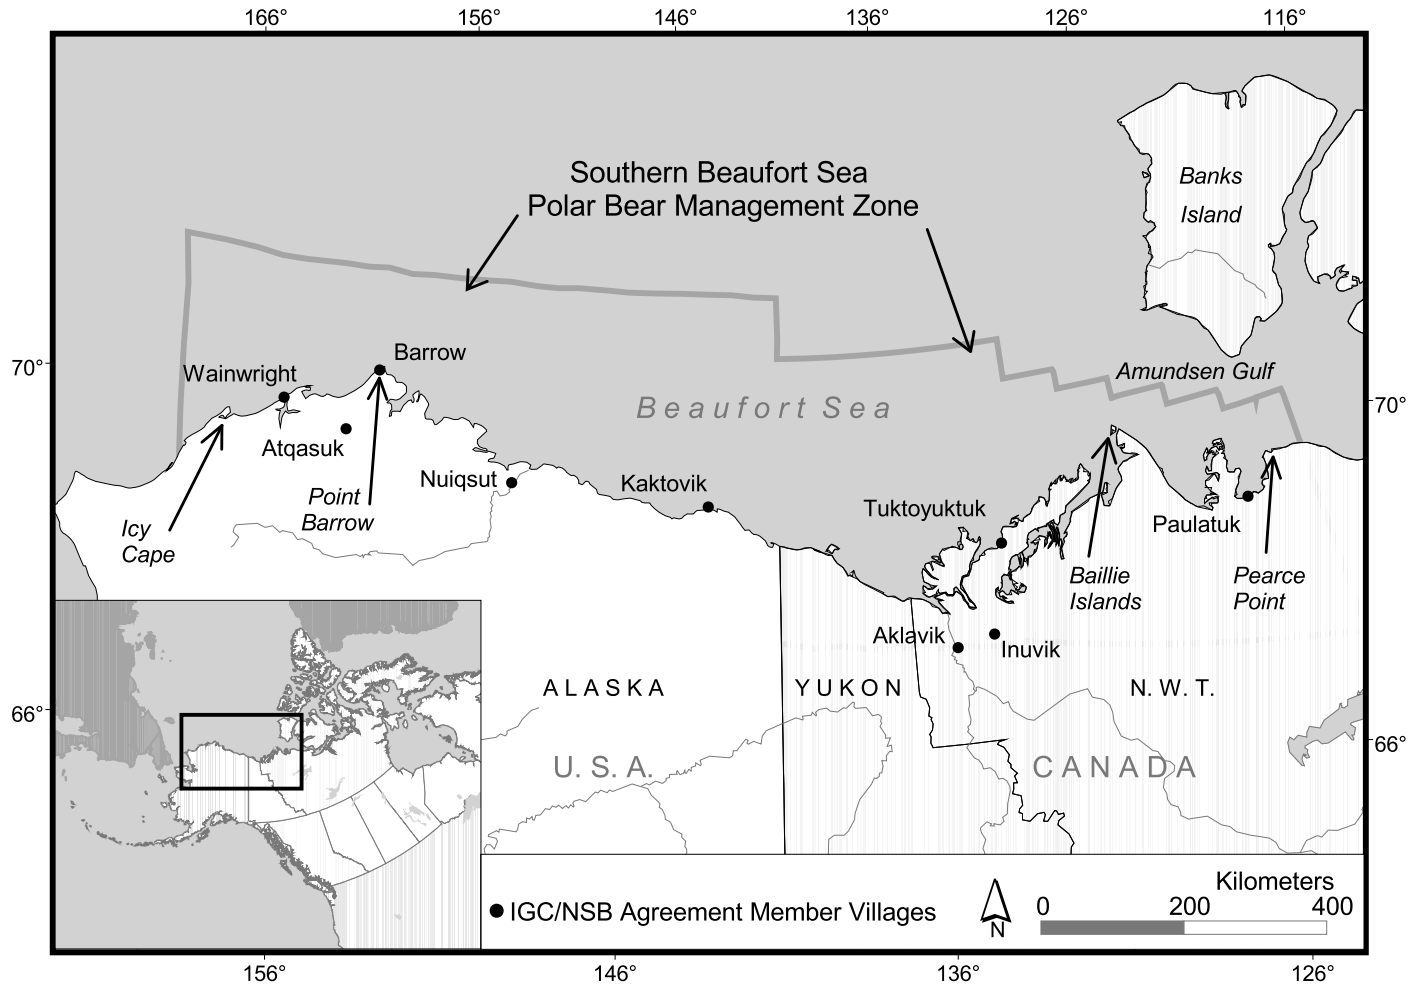 166° 156° 146° 136° 126° 116°
Southern Beaufort Sea
Polar Bear Management Zone
Banks
Island
70°
Barrow
Wainwright
Amundsen Gulf
70°
Beaufort Sea
Atqasuk
Nuiqsut
Kaktovik
Point
Barrow
Icy
Cape
Tuktoyuktuk
Paulatuk
Baillie
Islands
Pearce
Point
Aklavik
Inuvik
66°
ALASKA
YUKON
N.W.T.
66°
U.S.A.
CANADA
Kilometers
0 200 400
IGC/NSB Agreement Member Villages
N
156° 146° 136° 126°